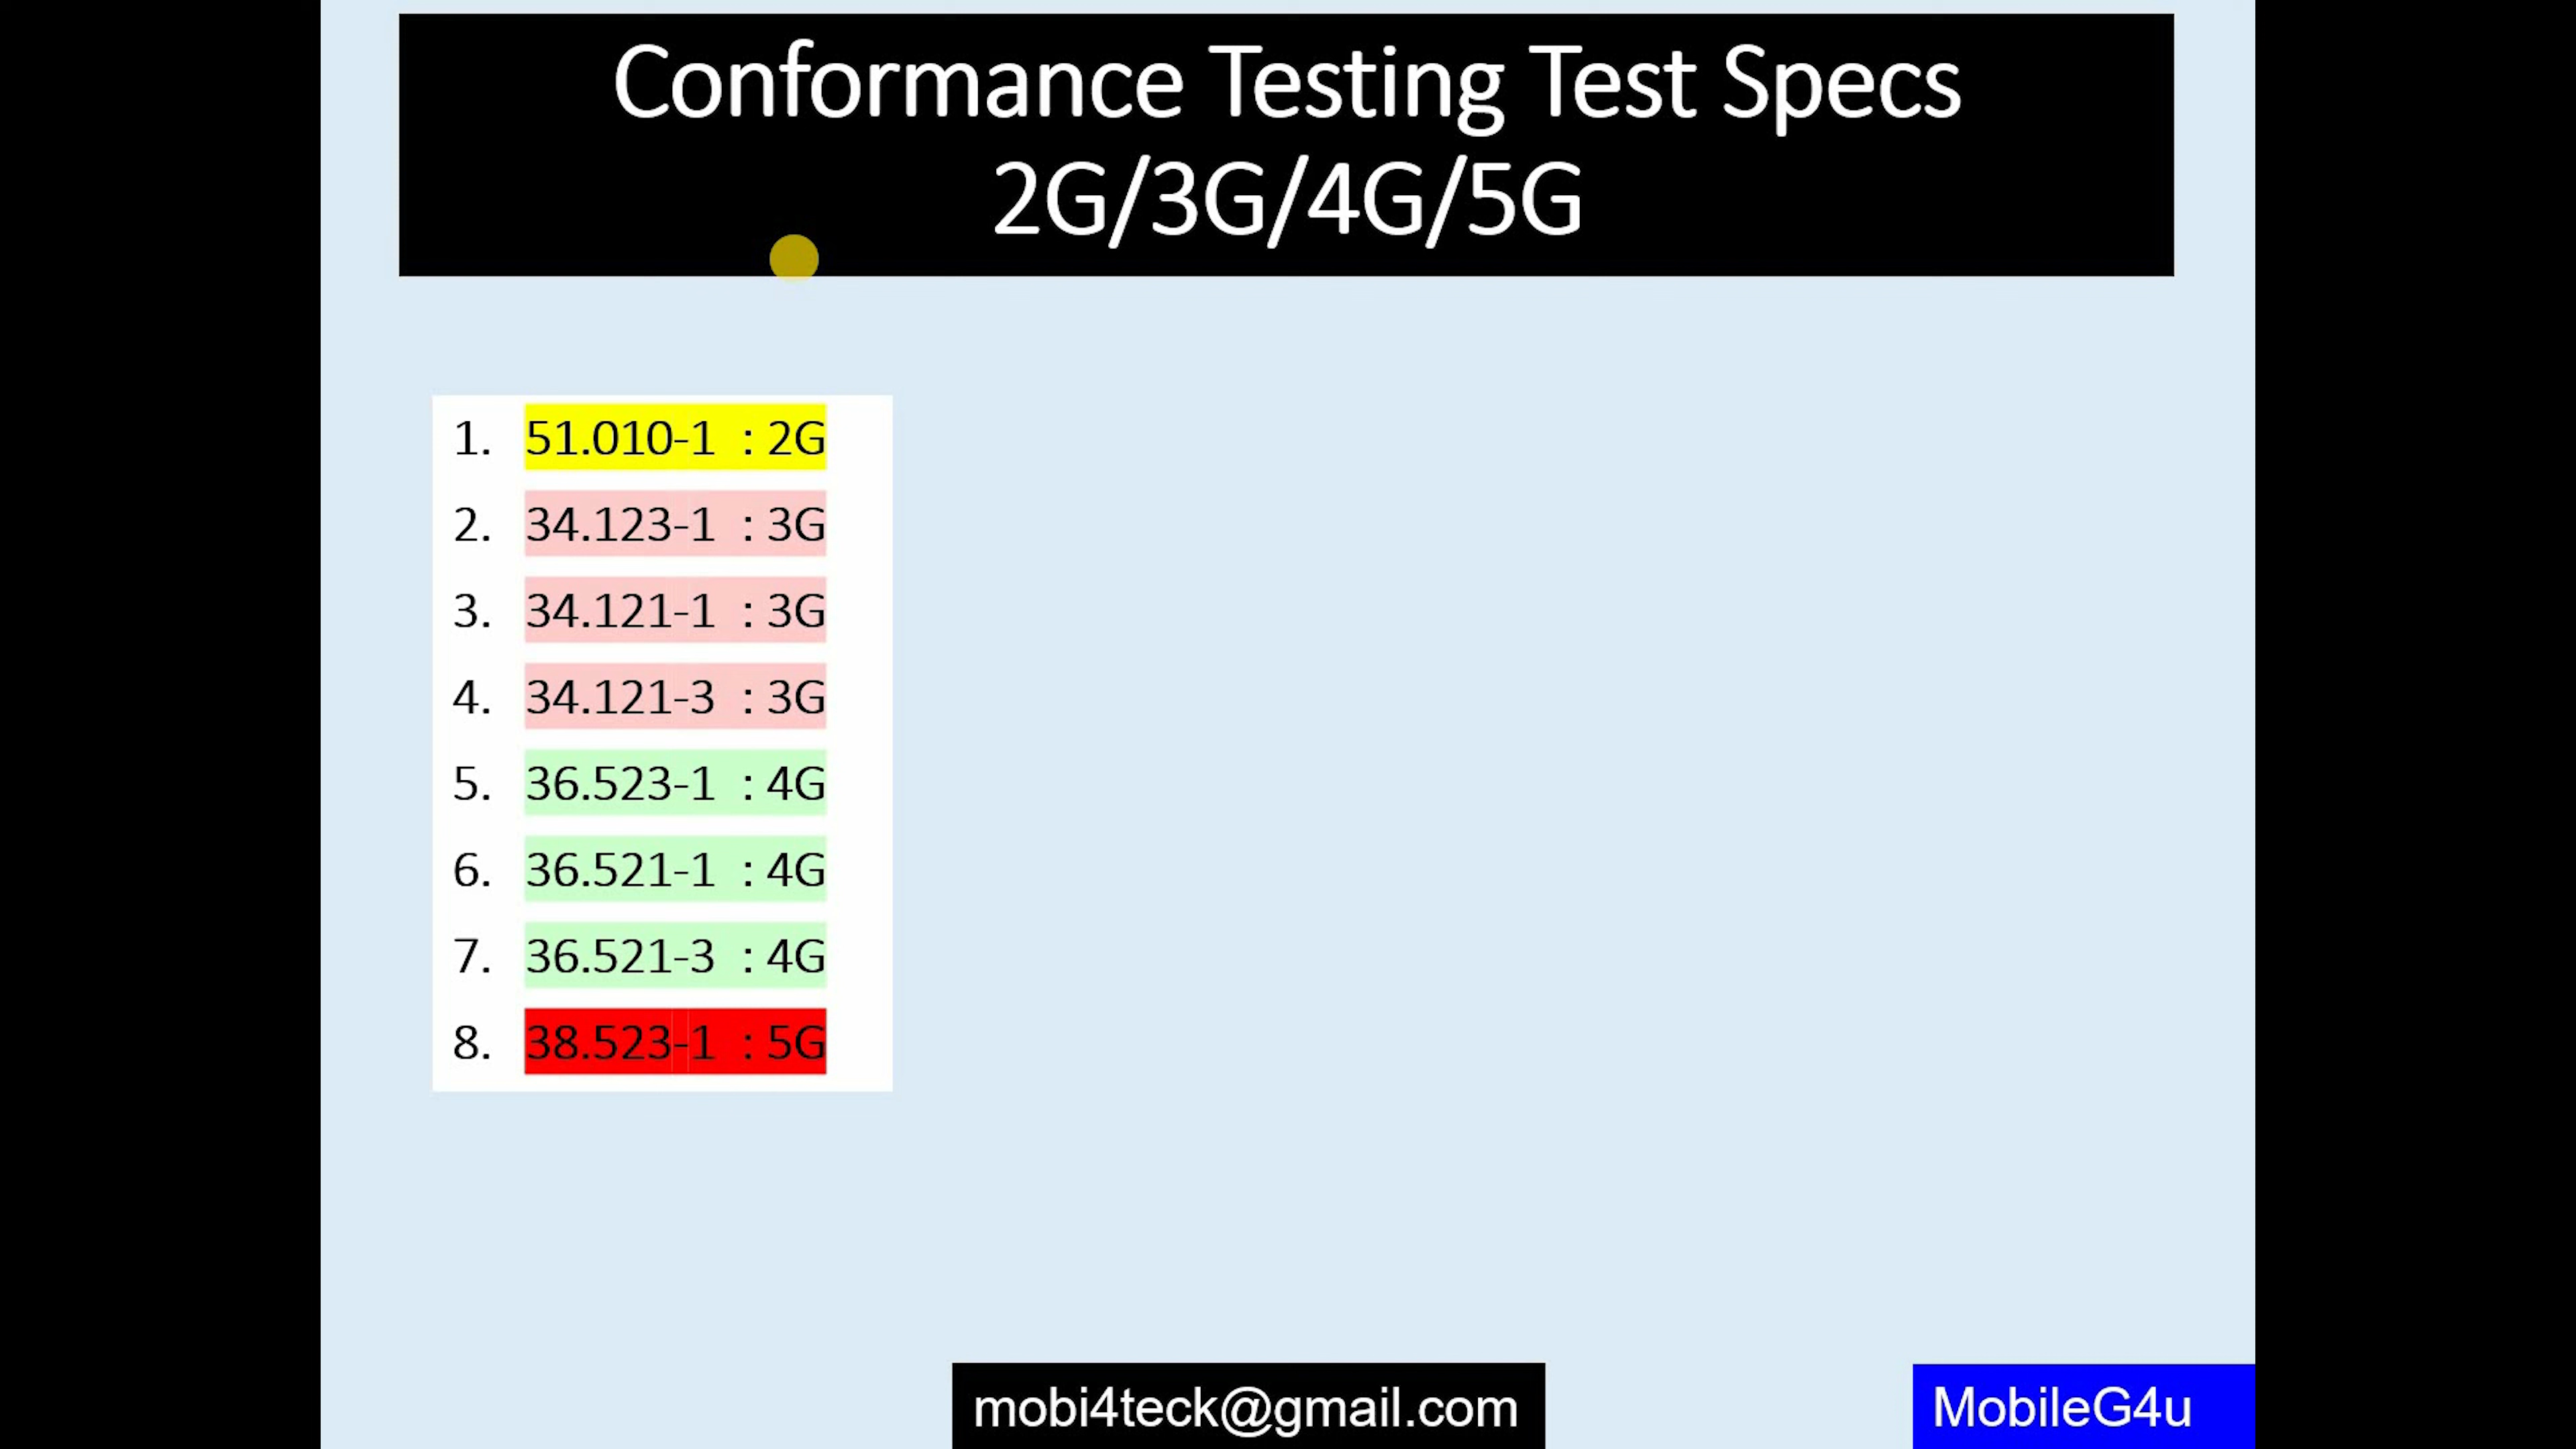 Conformance Testing Test Specs
2G/3G/4G/5G
1. 51.010-1 : 2G
2. 34.123-1 : 3G
3. 34.121-1 : 3G
4. 34.121-3 : 3G
5. 36.523-1 : 4G
6. 36.521-1 : 4G
7. 36.521-3 : 4G
8. 38.523-1 : 5G
mobi4teck@gmail.com
MobileG4u